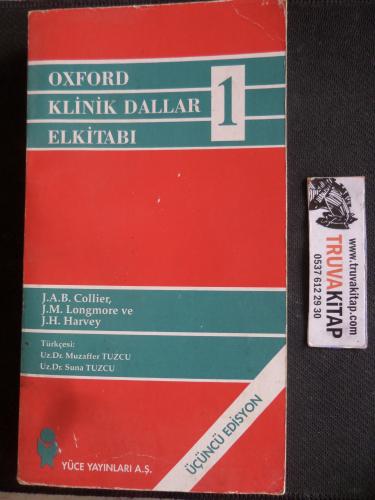 OXFORD
KLİNİK DALLAR
ELKİTABI
1
J.A.B. Collier,
J.M. Longmore ve
J.H. Harvey
Türkçesi:
Uz.Dr. Muzaffer TUZCU
Uz.Dr. Suna TUZCU
ÜÇÜNCÜ EDİSYON
YÜCE YAYINLARI A.Ş.
TRUVAKİTAP
www.truvakitap.com
0537 612 29 30